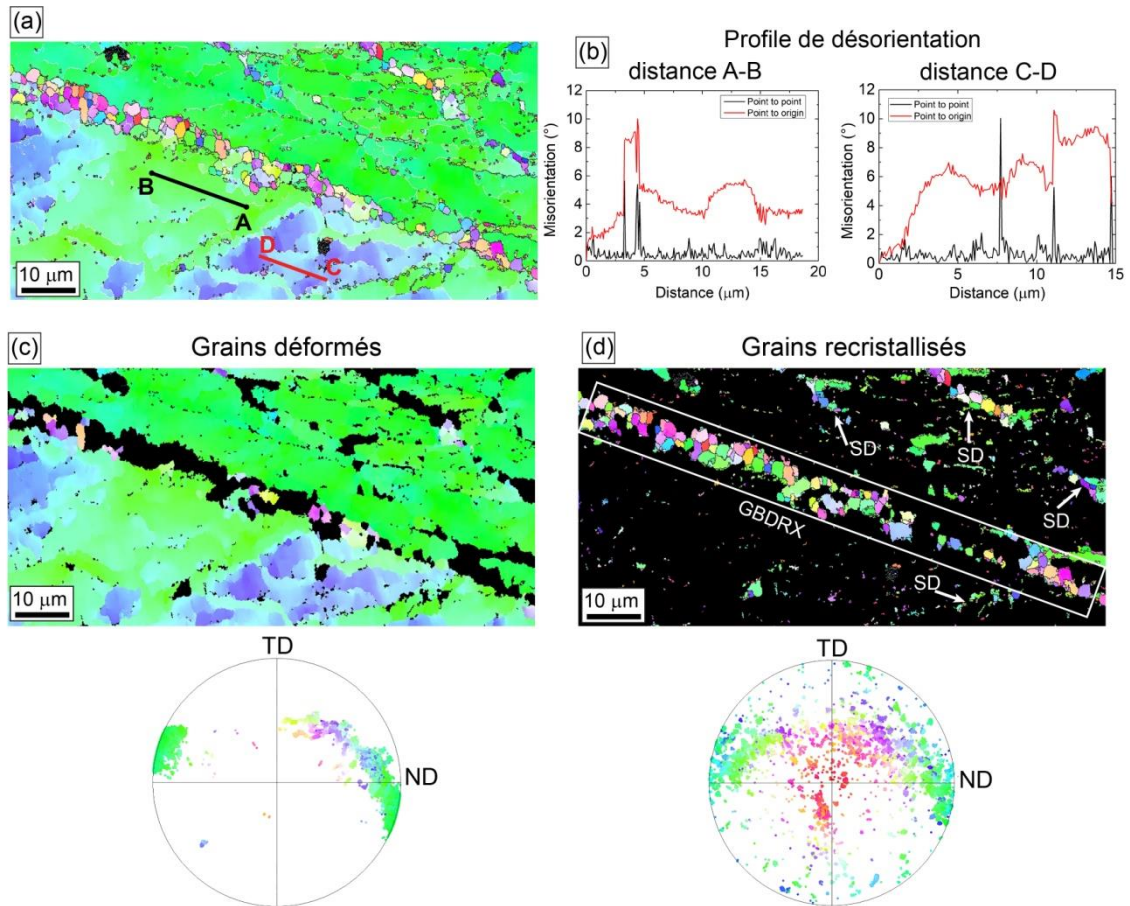 (a)
B
A
D
C
10 µm
(b)
Profile de désorientation
distance A-B
distance C-D
Misorientation (°)
12
10
8
6
4
2
0
Point to point
Point to origin
0 5 10 15 20
Distance (µm)
Misorientation (°)
12
10
8
6
4
2
0
Point to point
Point to origin
0 5 10 15
Distance (µm)
(c)
Grains déformés
10 µm
TD
ND
(d)
Grains recristallisés
SD
SD
SD
GBDRX
SD
10 µm
TD
ND